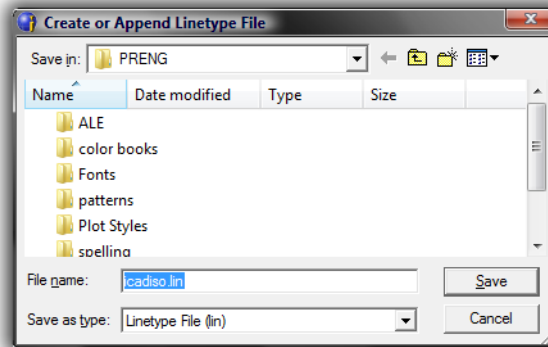 Create or Append Linetype File
Save in: PRENG
Name Date modified Type Size
ALE
color books
Fonts
patterns
Plot Styles
spelling
File name: icadiso.lin Save
Save as type: Linetype File (lin) Cancel